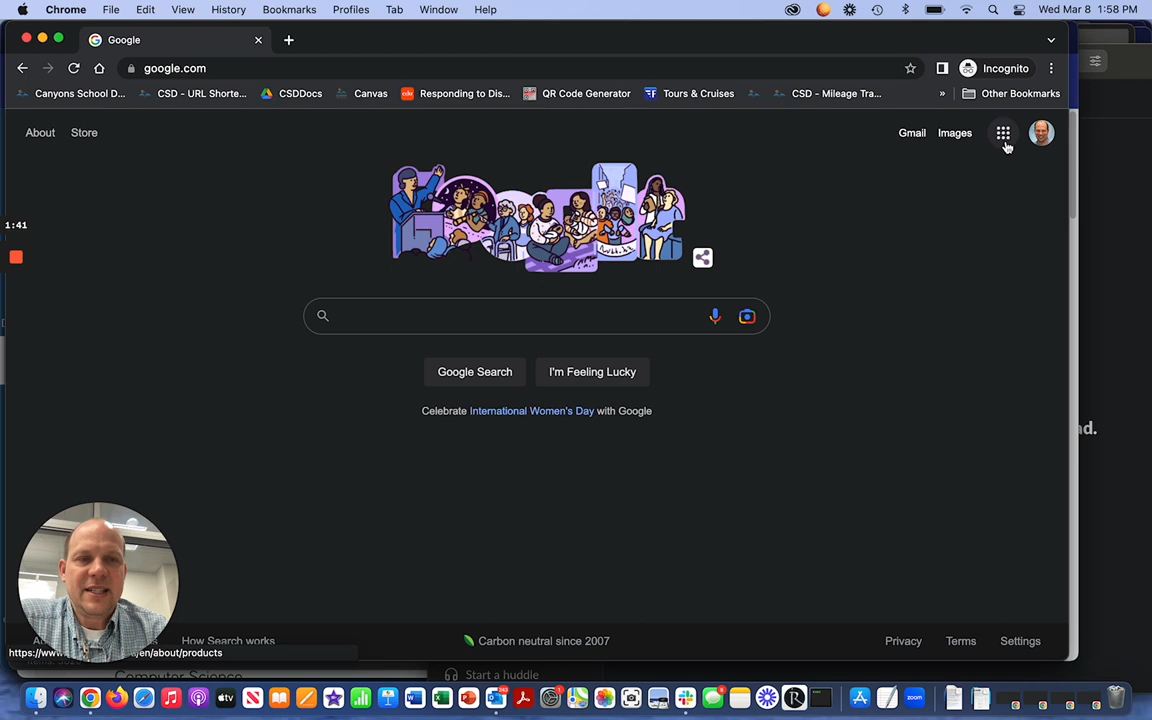 Chrome File Edit View History Bookmarks Profiles Tab Window Help Wed Mar 8 1:58 PM
Google
google.com Incognito
Canyons School D... CSD - URL Shorte... CSDDocs Canvas Responding to Dis... QR Code Generator Tours & Cruises CSD - Mileage Tra... » Other Bookmarks
About Store Gmail Images
1:41
Google Search I'm Feeling Lucky
Celebrate International Women's Day with Google
How Search works Carbon neutral since 2007 Privacy Terms Settings
en/about/products
Start a huddle